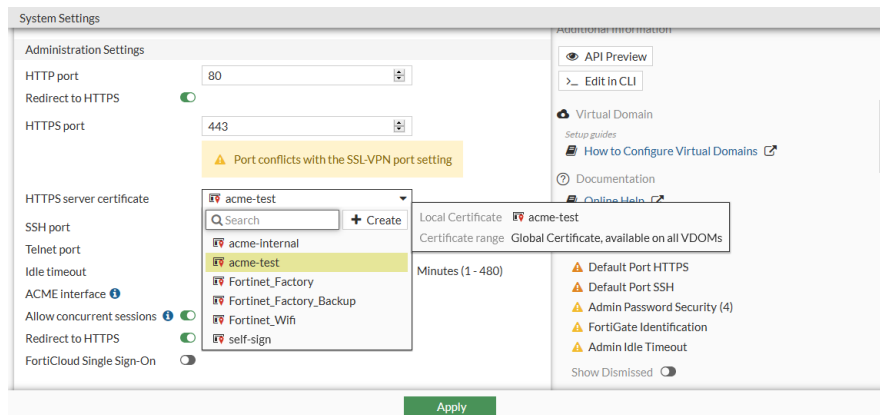 System Settings
Administration Settings
HTTP port 80
Redirect to HTTPS
HTTPS port 443
Port conflicts with the SSL-VPN port setting
HTTPS server certificate acme-test
Search + Create
SSH port
acme-internal
Telnet port
acme-test
Idle timeout Minutes (1 - 480)
Fortinet_Factory
ACME interface
Fortinet_Factory_Backup
Allow concurrent sessions
Fortinet_Wifi
Redirect to HTTPS
self-sign
FortiCloud Single Sign-On
Local Certificate acme-test
Certificate range Global Certificate, available on all VDOMs
Additional Information
API Preview
>_ Edit in CLI
Virtual Domain
Setup guides
How to Configure Virtual Domains
Documentation
Online Help
Default Port HTTPS
Default Port SSH
Admin Password Security (4)
FortiGate Identification
Admin Idle Timeout
Show Dismissed
Apply